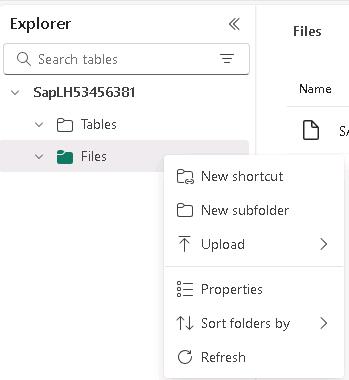 Explorer
Search tables
SapLH53456381
Tables
Files
Files
Name
New shortcut
New subfolder
Upload
Properties
Sort folders by
Refresh